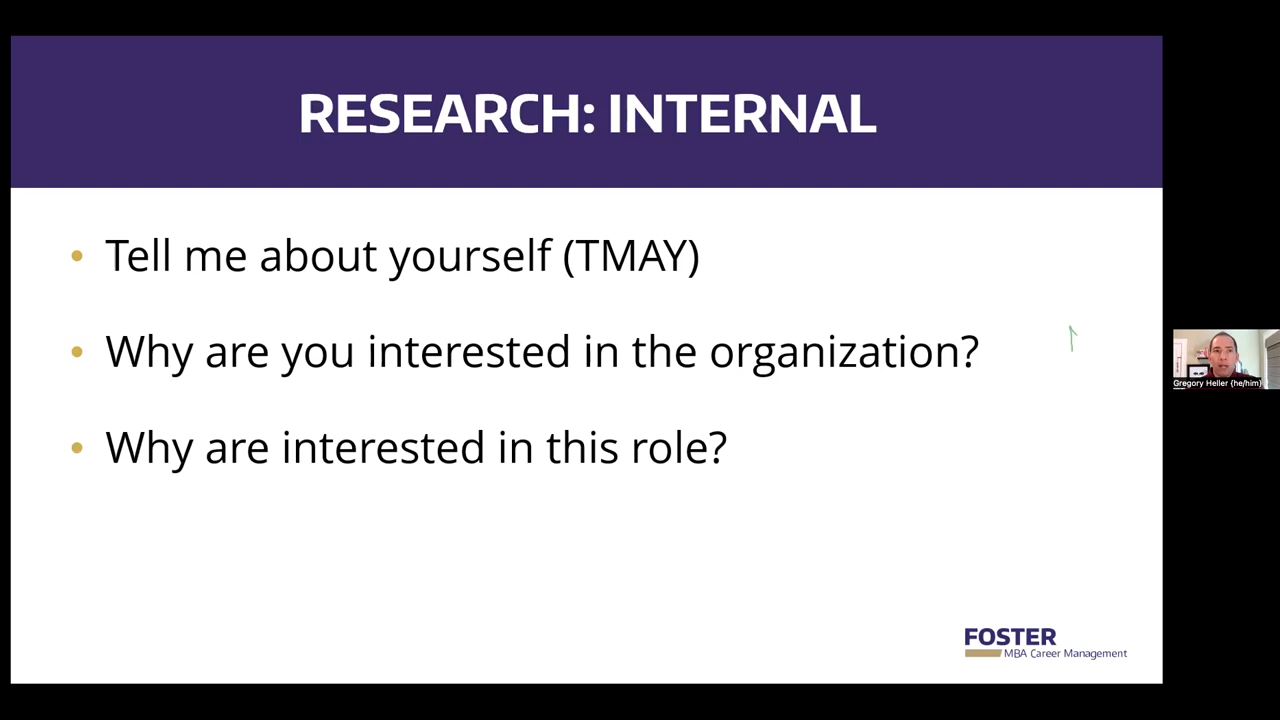 RESEARCH: INTERNAL
• Tell me about yourself (TMAY)
• Why are you interested in the organization?
• Why are interested in this role?
FOSTER
MBA Career Management
Gregory Heller (he/him)